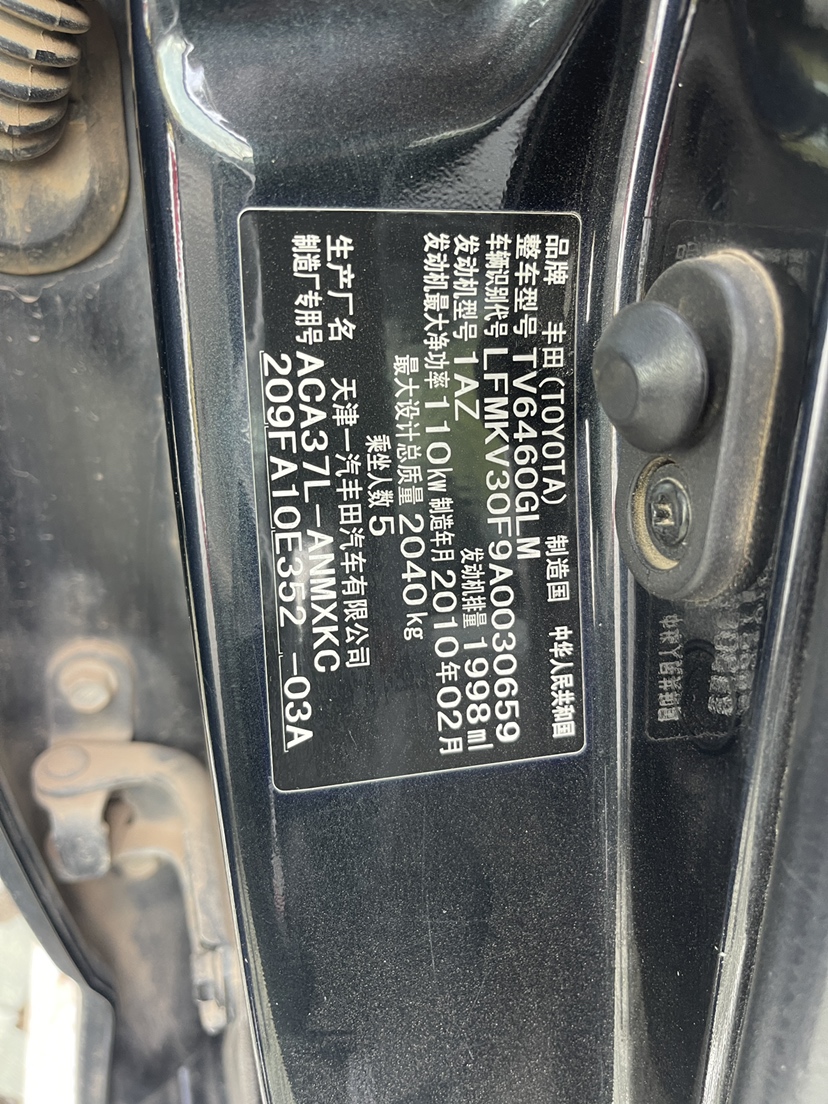 品牌 丰田(TOYOTA) 制造国 中华人民共和国
整车型号 TV6460GLM
车辆识别代号 LFMKV30F9A0030659
发动机型号 1AZ 发动机排量 1998 ml
发动机最大净功率 110kW 制造年月 2010年02月
最大设计总质量 2040kg
乘坐人数 5
生产厂名 天津一汽丰田汽车有限公司
制造厂专用号 ACA37L-ANMXKC
209FA10E352 -03A